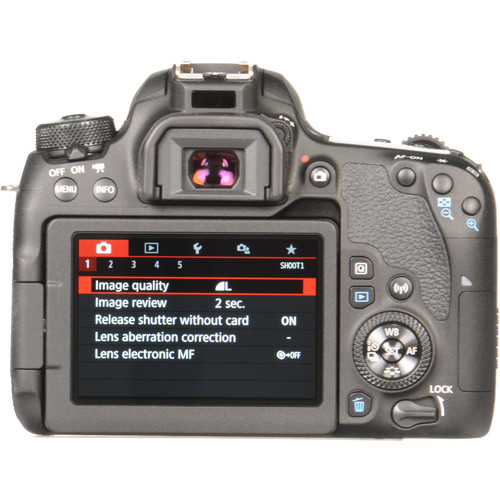 OFF ON
MENU INFO
AF-ON
1 2 3 4 5 SHOOT1
Image quality L
Image review 2 sec.
Release shutter without card ON
Lens aberration correction -
Lens electronic MF OFF
Q
WB
AF
SET
LOCK